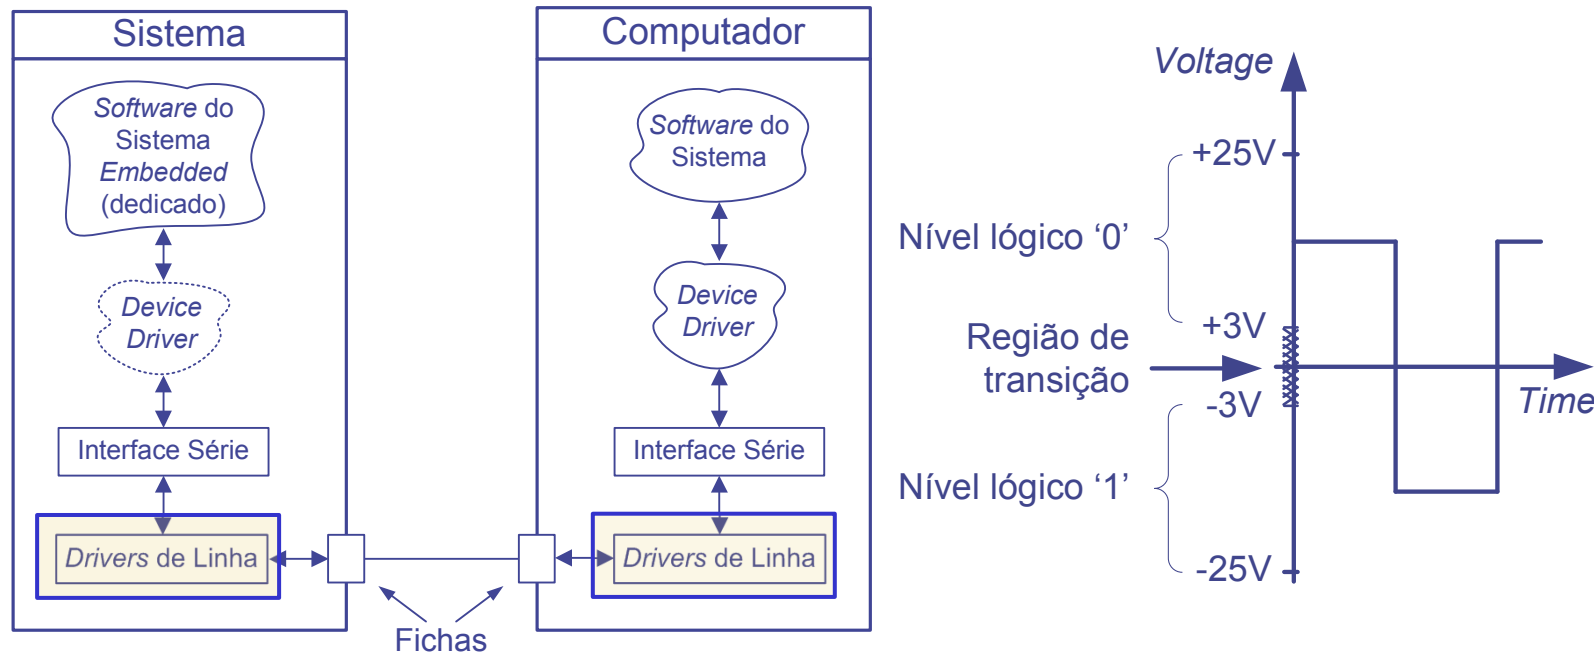 Sistema
Software do
Sistema
Embedded
(dedicado)
Device
Driver
Interface Série
Drivers de Linha
Fichas
Computador
Software do
Sistema
Device
Driver
Interface Série
Drivers de Linha
Voltage
+25V
Nível lógico ‘0’
+3V
Região de
transição
-3V
Time
Nível lógico ‘1’
-25V